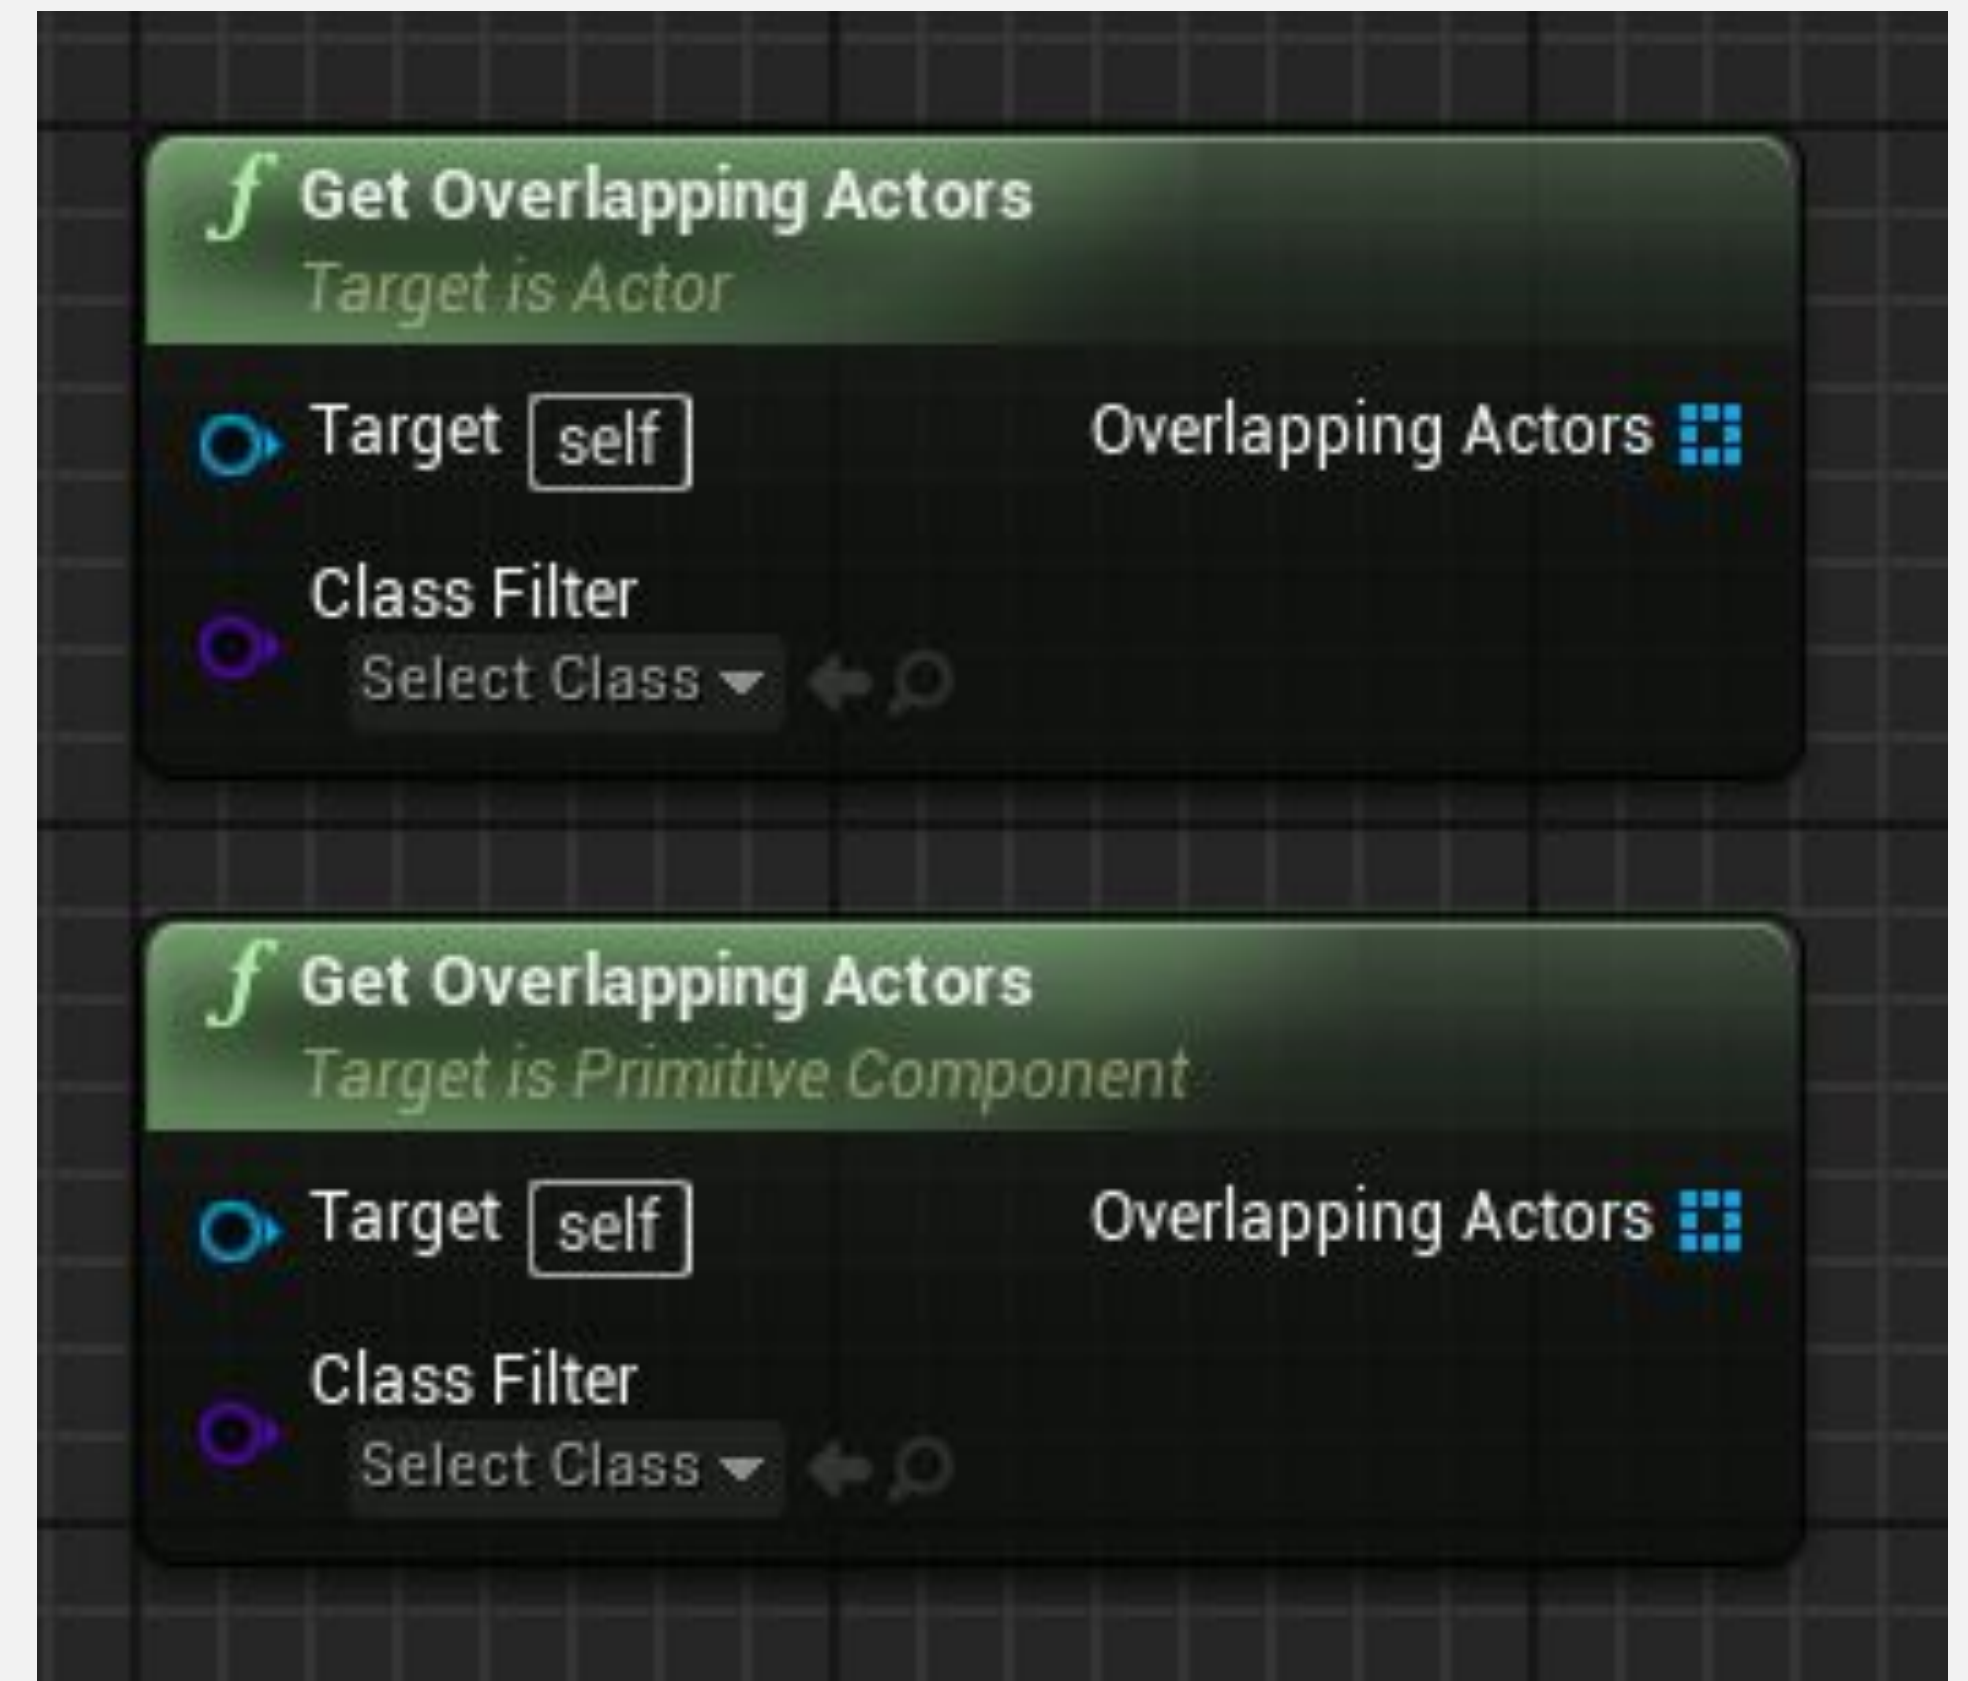 f Get Overlapping Actors
Target is Actor
Target self
Overlapping Actors
Class Filter
Select Class
f Get Overlapping Actors
Target is Primitive Component
Target self
Overlapping Actors
Class Filter
Select Class